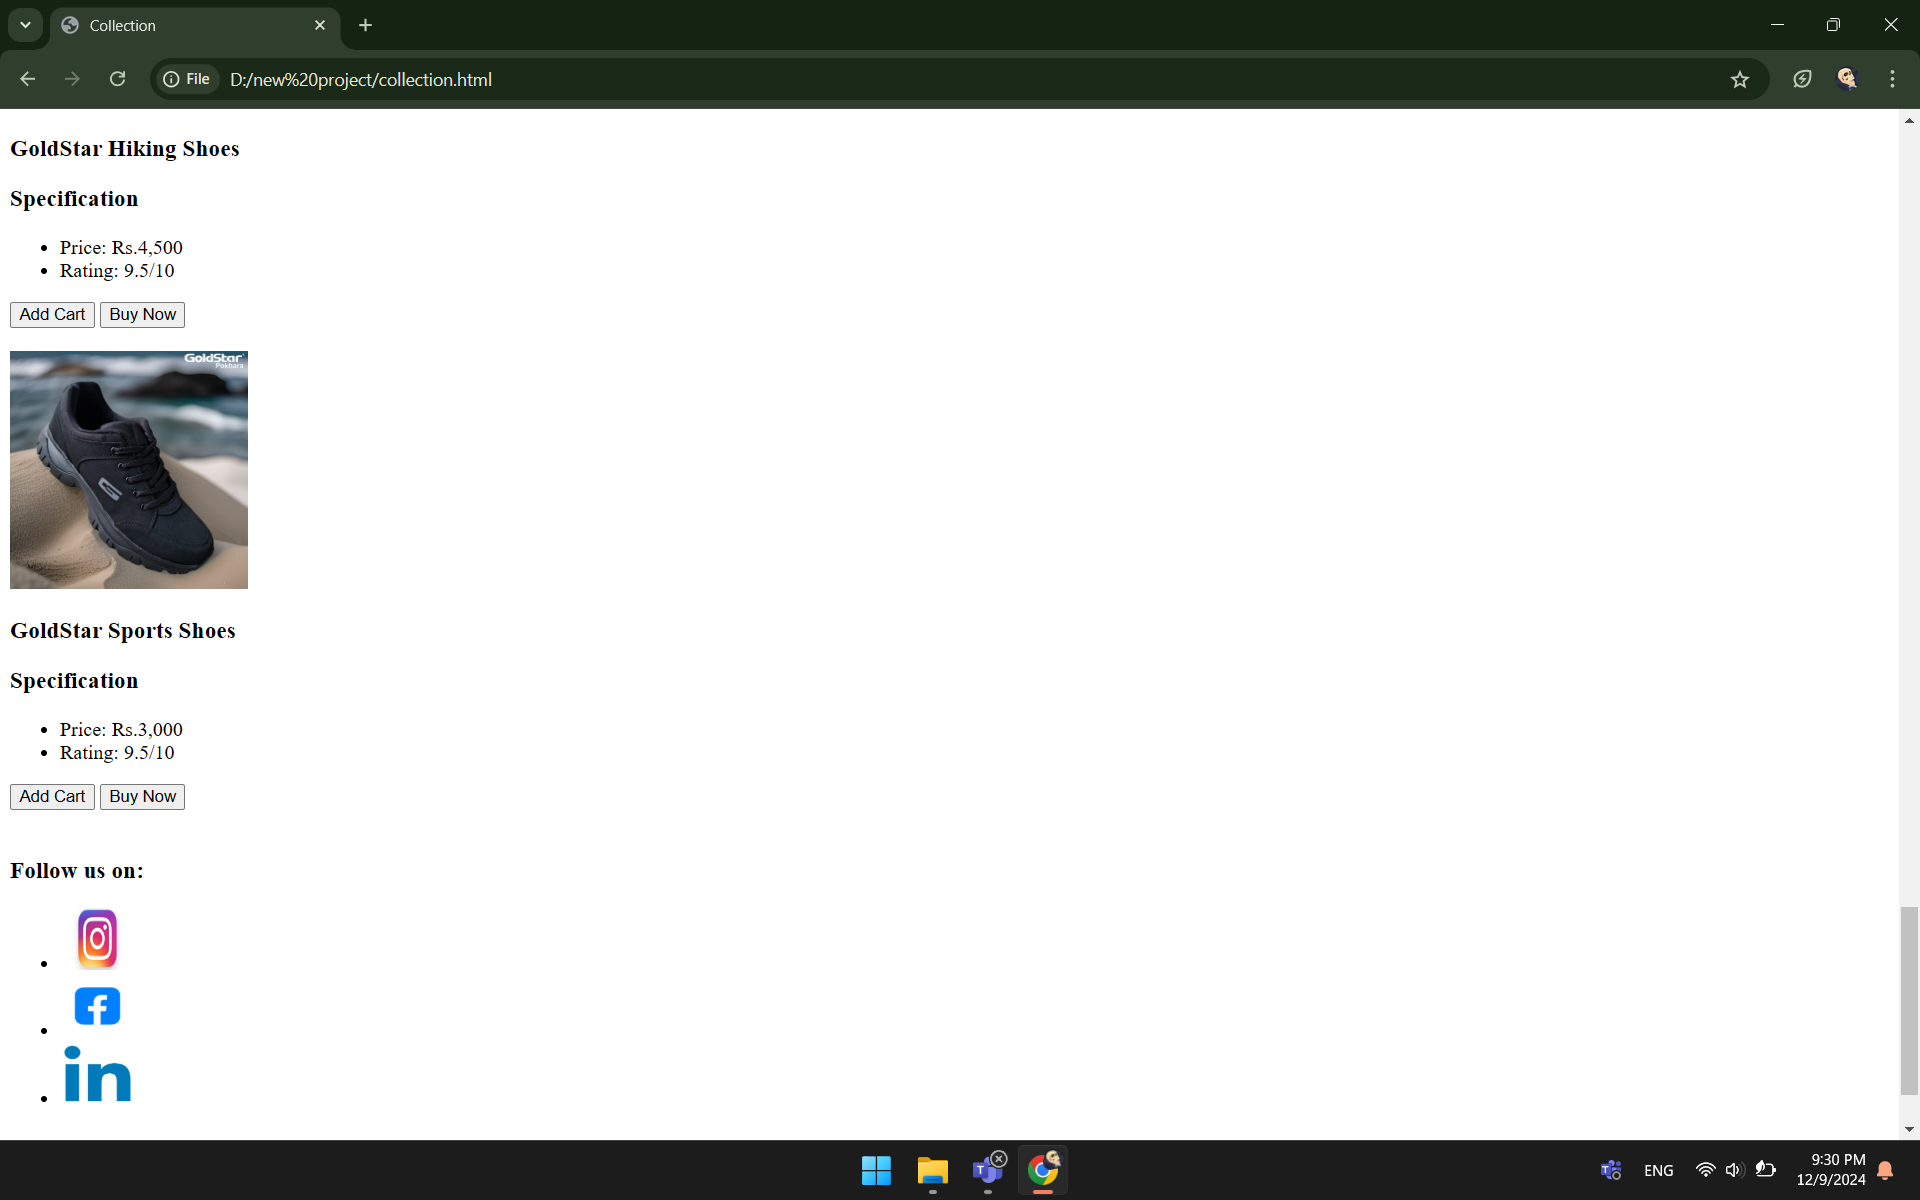 Collection
File
D:/new%20project/collection.html
GoldStar Hiking Shoes
Specification
• Price: Rs.4,500
• Rating: 9.5/10
Add Cart Buy Now
GoldStar
Pokhara
GoldStar Sports Shoes
Specification
• Price: Rs.3,000
• Rating: 9.5/10
Add Cart Buy Now
Follow us on:
in
ENG
9:30 PM
12/9/2024